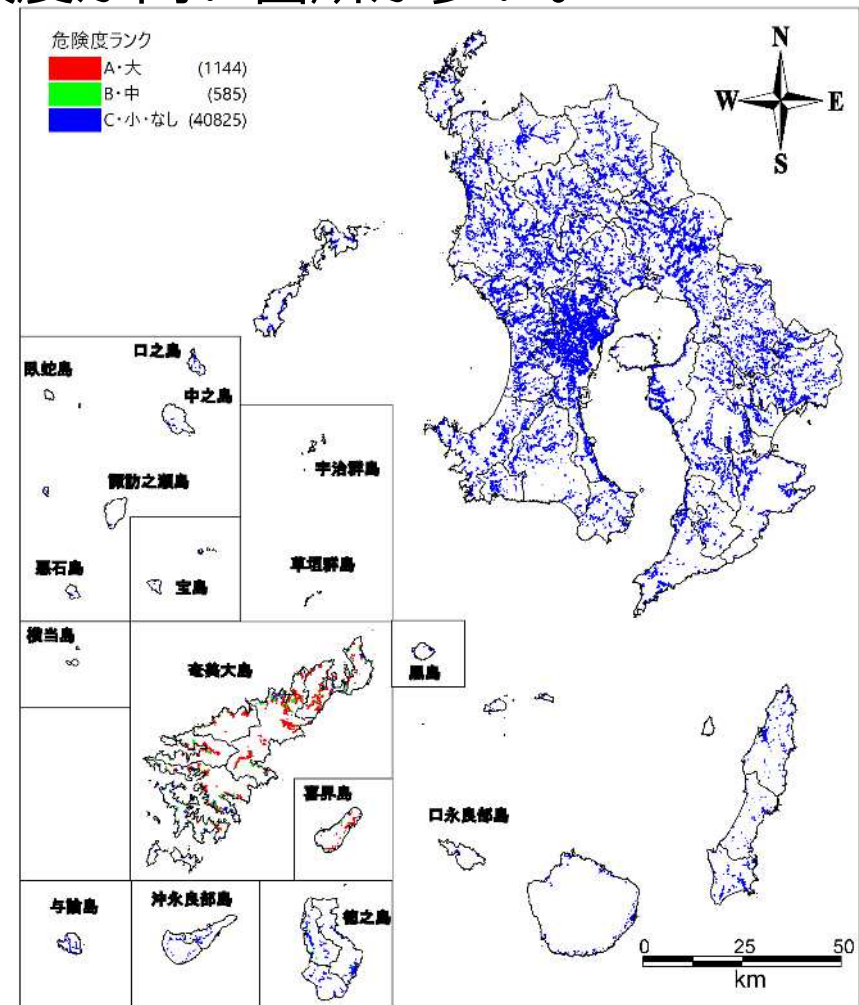 危険度ランク
A・大 (1144)
B・中 (585)
C・小・なし (40825)
N
W E
S
口之島
臥蛇島
中之島
宇治群島
諏訪之瀬島
草垣群島
悪石島
宝島
横当島
奄美大島
黒島
喜界島
口永良部島
与論島
沖永良部島
徳之島
0 25 50
km